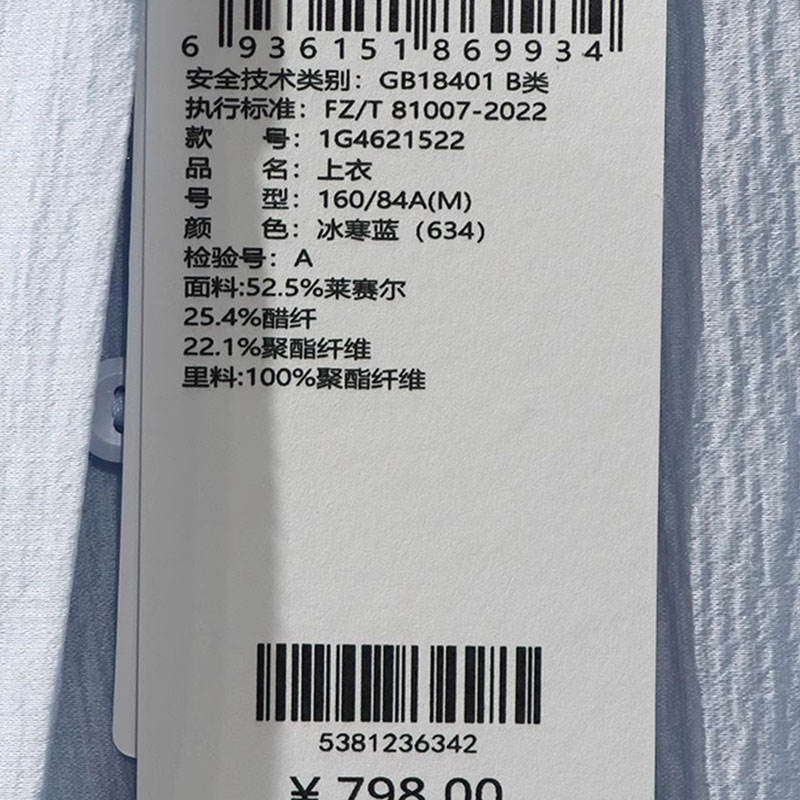 6 936151 869934
安全技术类别：GB18401 B类
执行标准：FZ/T 81007-2022
款 号：1G4621522
品 名：上衣
号 型：160/84A(M)
颜 色：冰寒蓝（634）
检验号：A
面料:52.5%莱赛尔
25.4%醋纤
22.1%聚酯纤维
里料:100%聚酯纤维
5381236342
¥ 798.00